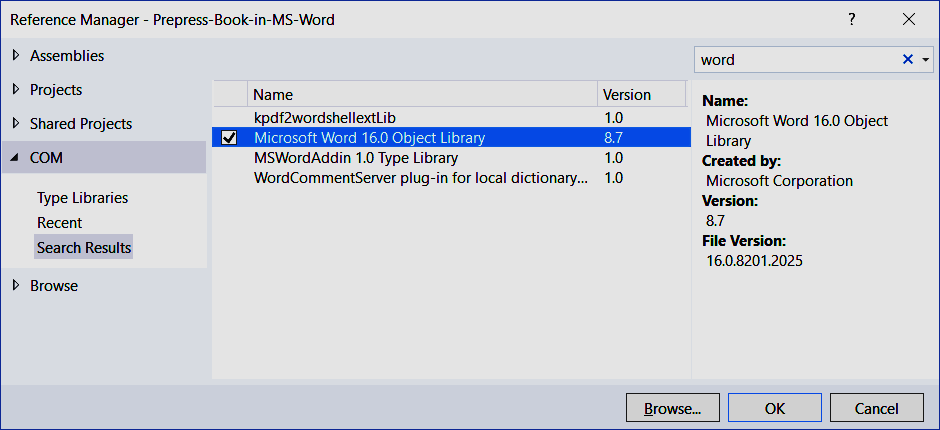 Reference Manager - Prepress-Book-in-MS-Word
?
Assemblies
Projects
Shared Projects
COM
Type Libraries
Recent
Search Results
Browse
Name Version
kpdf2wordshellextLib 1.0
Microsoft Word 16.0 Object Library 8.7
MSWordAddin 1.0 Type Library 1.0
WordCommentServer plug-in for local dictionary... 1.0
word
Name:
Microsoft Word 16.0 Object
Library
Created by:
Microsoft Corporation
Version:
8.7
File Version:
16.0.8201.2025
Browse... OK Cancel